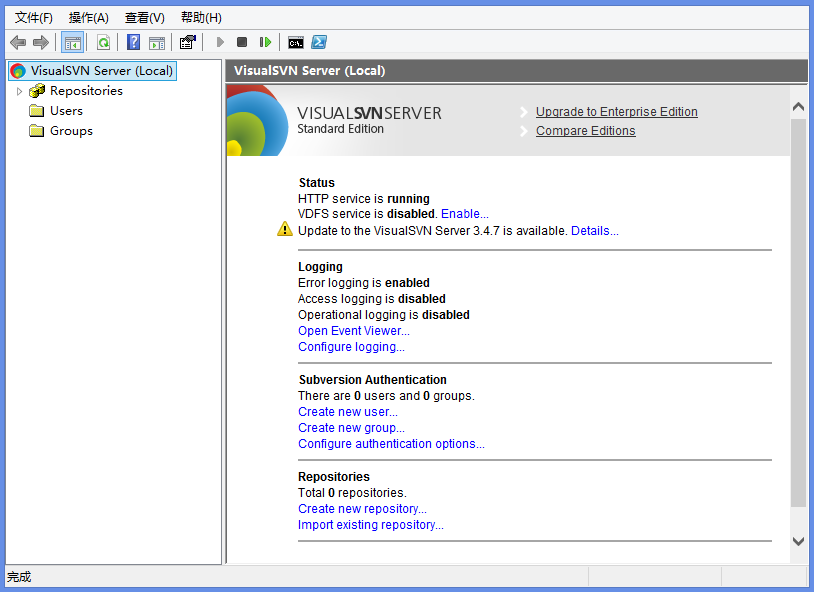 文件(F) 操作(A) 查看(V) 帮助(H)
C:\.
VisualSVN Server (Local)
Repositories
Users
Groups
VisualSVN Server (Local)
VISUALSVNSERVER
Standard Edition
Upgrade to Enterprise Edition
Compare Editions
Status
HTTP service is running
VDFS service is disabled. Enable...
Update to the VisualSVN Server 3.4.7 is available. Details...
Logging
Error logging is enabled
Access logging is disabled
Operational logging is disabled
Open Event Viewer...
Configure logging...
Subversion Authentication
There are 0 users and 0 groups.
Create new user...
Create new group...
Configure authentication options...
Repositories
Total 0 repositories.
Create new repository...
Import existing repository...
完成